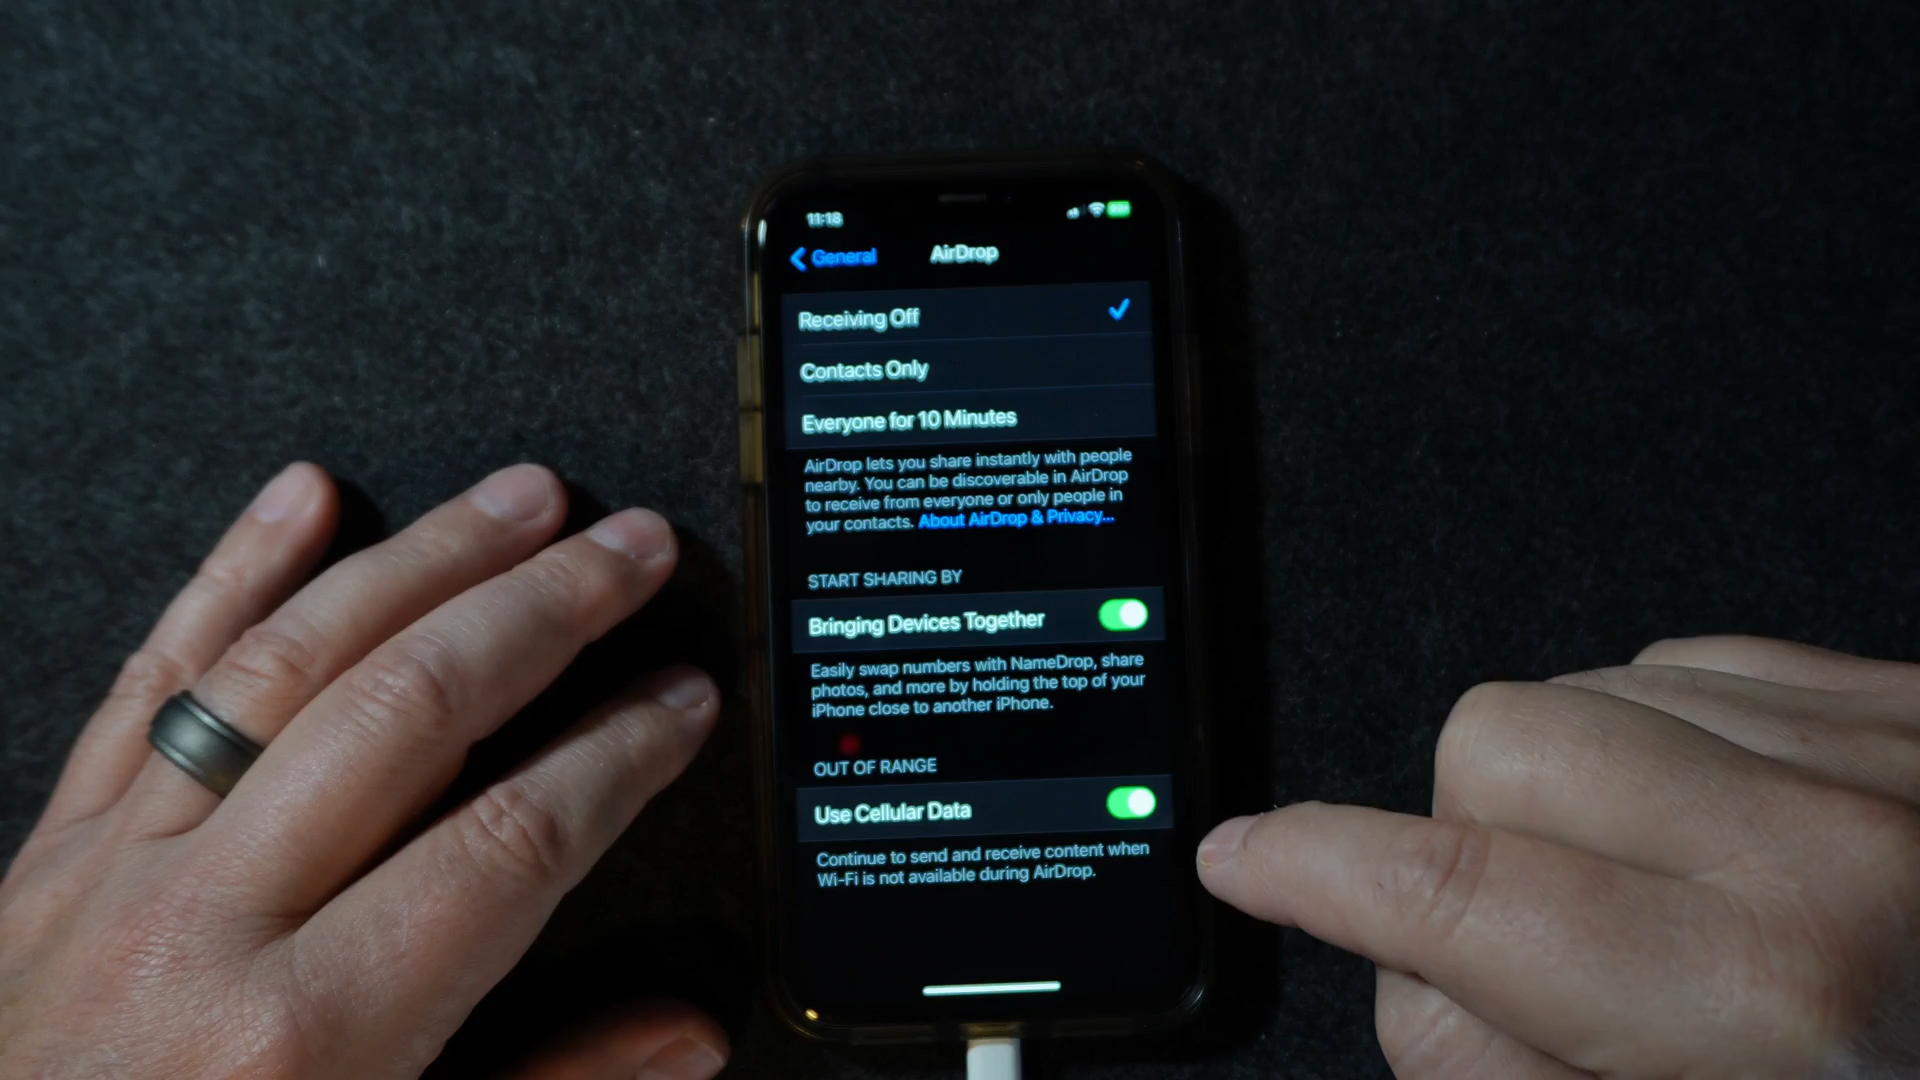 11:18
General
AirDrop
Receiving Off
Contacts Only
Everyone for 10 Minutes
AirDrop lets you share instantly with people
nearby. You can be discoverable in AirDrop
to receive from everyone or only people in
your contacts. About AirDrop & Privacy...
START SHARING BY
Bringing Devices Together
Easily swap numbers with NameDrop, share
photos, and more by holding the top of your
iPhone close to another iPhone.
OUT OF RANGE
Use Cellular Data
Continue to send and receive content when
Wi-Fi is not available during AirDrop.